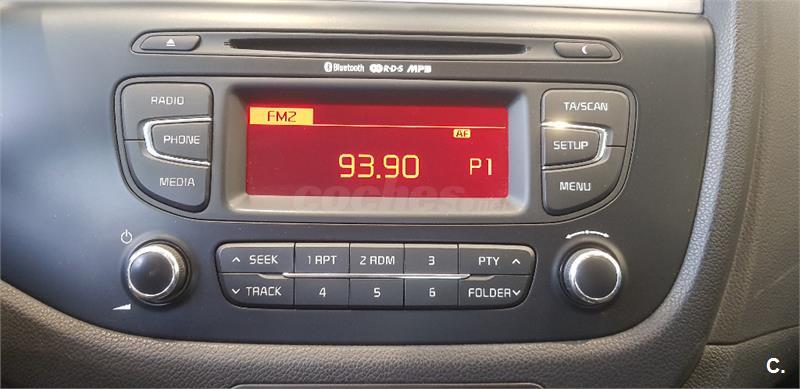 Bluetooth R·D·S MP3
RADIO
PHONE
MEDIA
FM2
AF
93.90 P1
coches.net
TA/SCAN
SETUP
MENU
SEEK 1 RPT 2 RDM 3 PTY
TRACK 4 5 6 FOLDER
C.